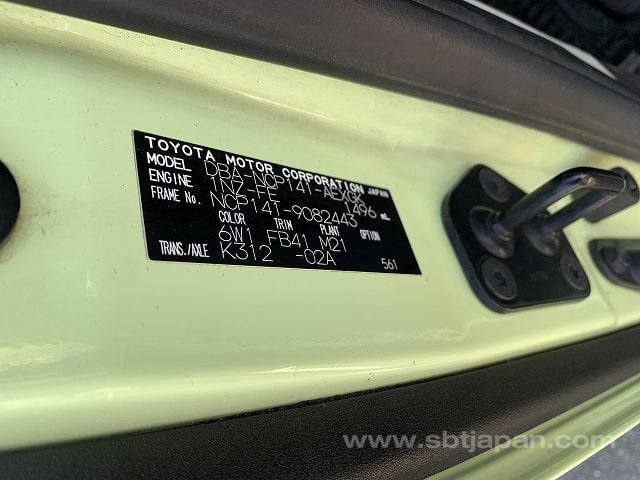 TOYOTA MOTOR CORPORATION JAPAN
MODEL DBA-NCP141-AEXGK
ENGINE 1NZ-FE 1496 mL
FRAME No. NCP141-9082443
COLOR TRIM PLANT OPTION
6W1 FB41 M21
TRANS./AXLE K312 -02A
561
www.sbtjapan.com